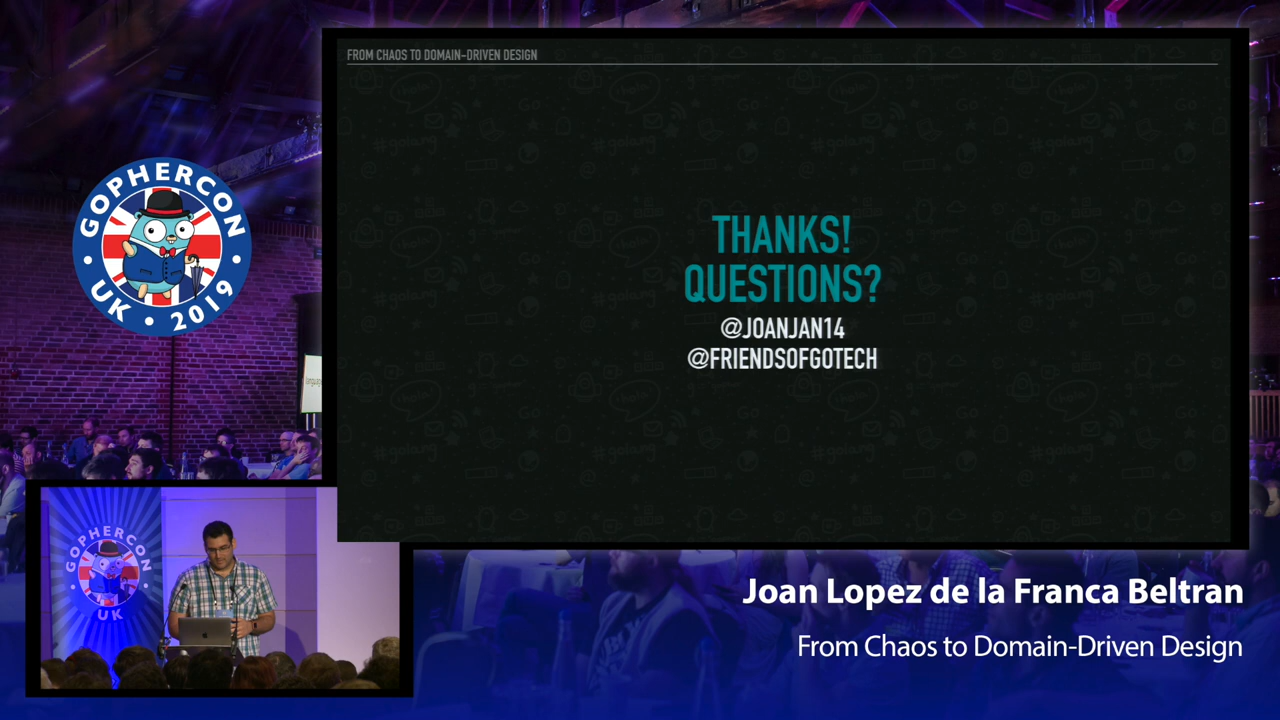 FROM CHAOS TO DOMAIN-DRIVEN DESIGN
THANKS!
QUESTIONS?
@JOANJAN14
@FRIENDSOFGOTECH
GOPHERCON
UK • 2019
GOPHERCON
UK
Joan Lopez de la Franca Beltran
From Chaos to Domain-Driven Design